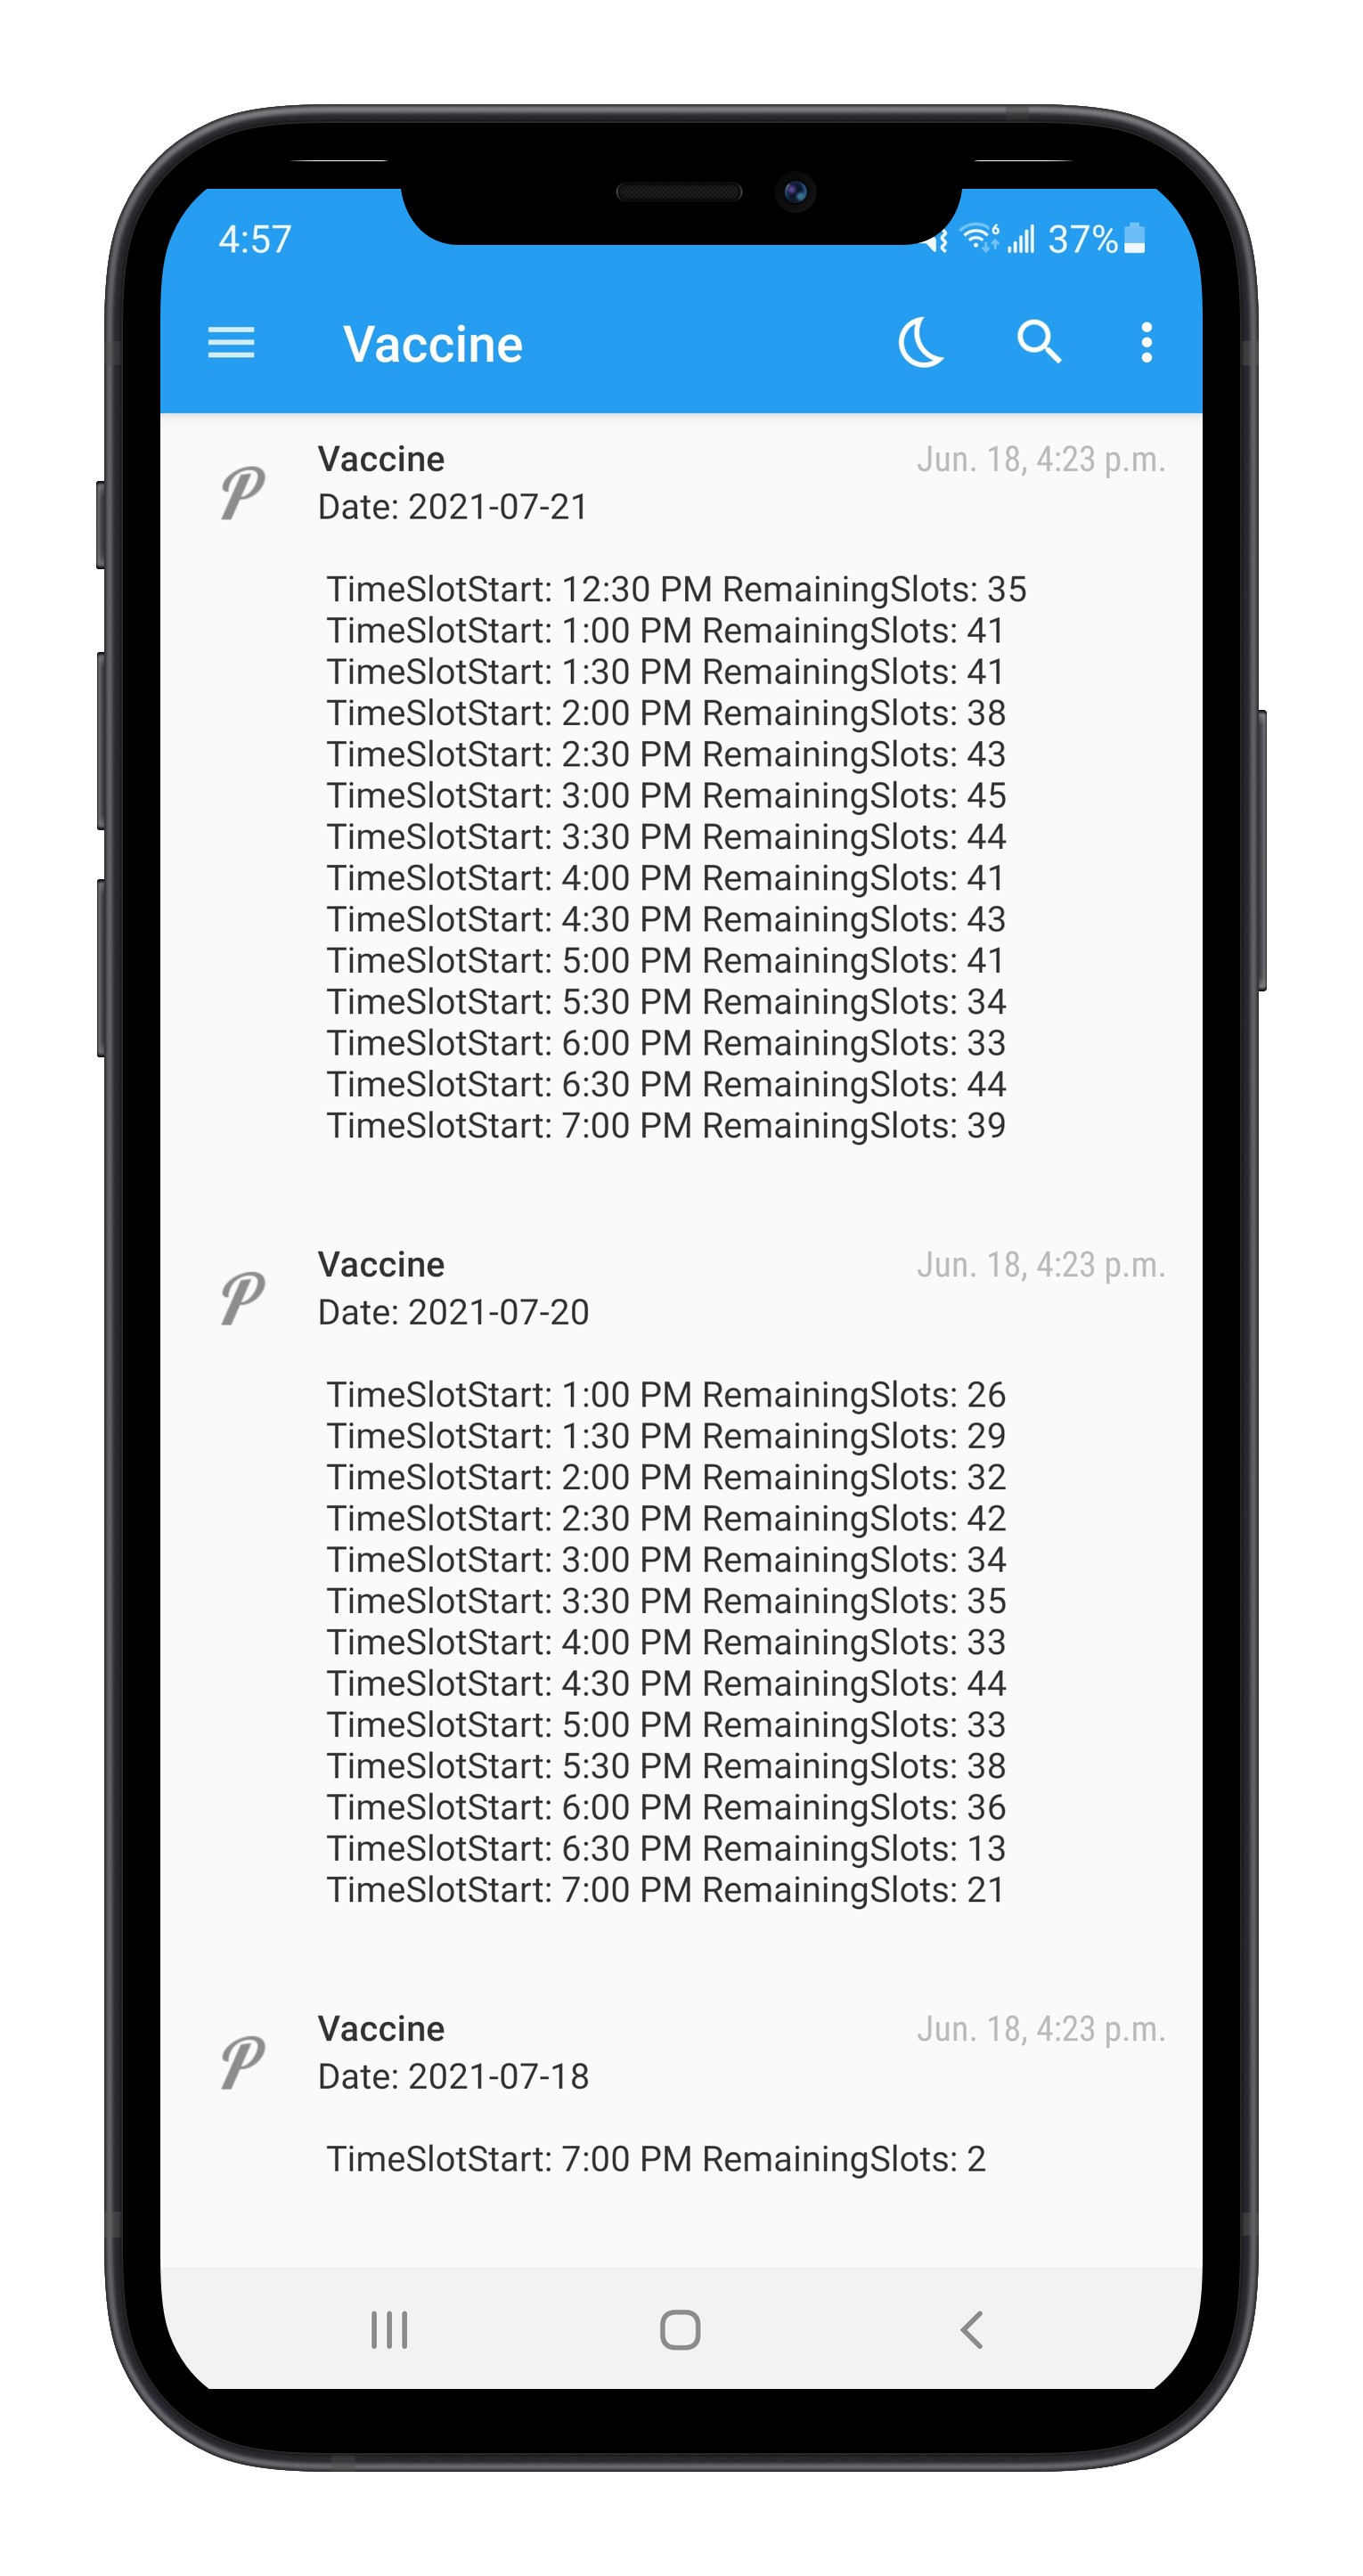 4:57 6 37%
Vaccine
P Vaccine Jun. 18, 4:23 p.m.
Date: 2021-07-21
TimeSlotStart: 12:30 PM RemainingSlots: 35
TimeSlotStart: 1:00 PM RemainingSlots: 41
TimeSlotStart: 1:30 PM RemainingSlots: 41
TimeSlotStart: 2:00 PM RemainingSlots: 38
TimeSlotStart: 2:30 PM RemainingSlots: 43
TimeSlotStart: 3:00 PM RemainingSlots: 45
TimeSlotStart: 3:30 PM RemainingSlots: 44
TimeSlotStart: 4:00 PM RemainingSlots: 41
TimeSlotStart: 4:30 PM RemainingSlots: 43
TimeSlotStart: 5:00 PM RemainingSlots: 41
TimeSlotStart: 5:30 PM RemainingSlots: 34
TimeSlotStart: 6:00 PM RemainingSlots: 33
TimeSlotStart: 6:30 PM RemainingSlots: 44
TimeSlotStart: 7:00 PM RemainingSlots: 39
P Vaccine Jun. 18, 4:23 p.m.
Date: 2021-07-20
TimeSlotStart: 1:00 PM RemainingSlots: 26
TimeSlotStart: 1:30 PM RemainingSlots: 29
TimeSlotStart: 2:00 PM RemainingSlots: 32
TimeSlotStart: 2:30 PM RemainingSlots: 42
TimeSlotStart: 3:00 PM RemainingSlots: 34
TimeSlotStart: 3:30 PM RemainingSlots: 35
TimeSlotStart: 4:00 PM RemainingSlots: 33
TimeSlotStart: 4:30 PM RemainingSlots: 44
TimeSlotStart: 5:00 PM RemainingSlots: 33
TimeSlotStart: 5:30 PM RemainingSlots: 38
TimeSlotStart: 6:00 PM RemainingSlots: 36
TimeSlotStart: 6:30 PM RemainingSlots: 13
TimeSlotStart: 7:00 PM RemainingSlots: 21
P Vaccine Jun. 18, 4:23 p.m.
Date: 2021-07-18
TimeSlotStart: 7:00 PM RemainingSlots: 2